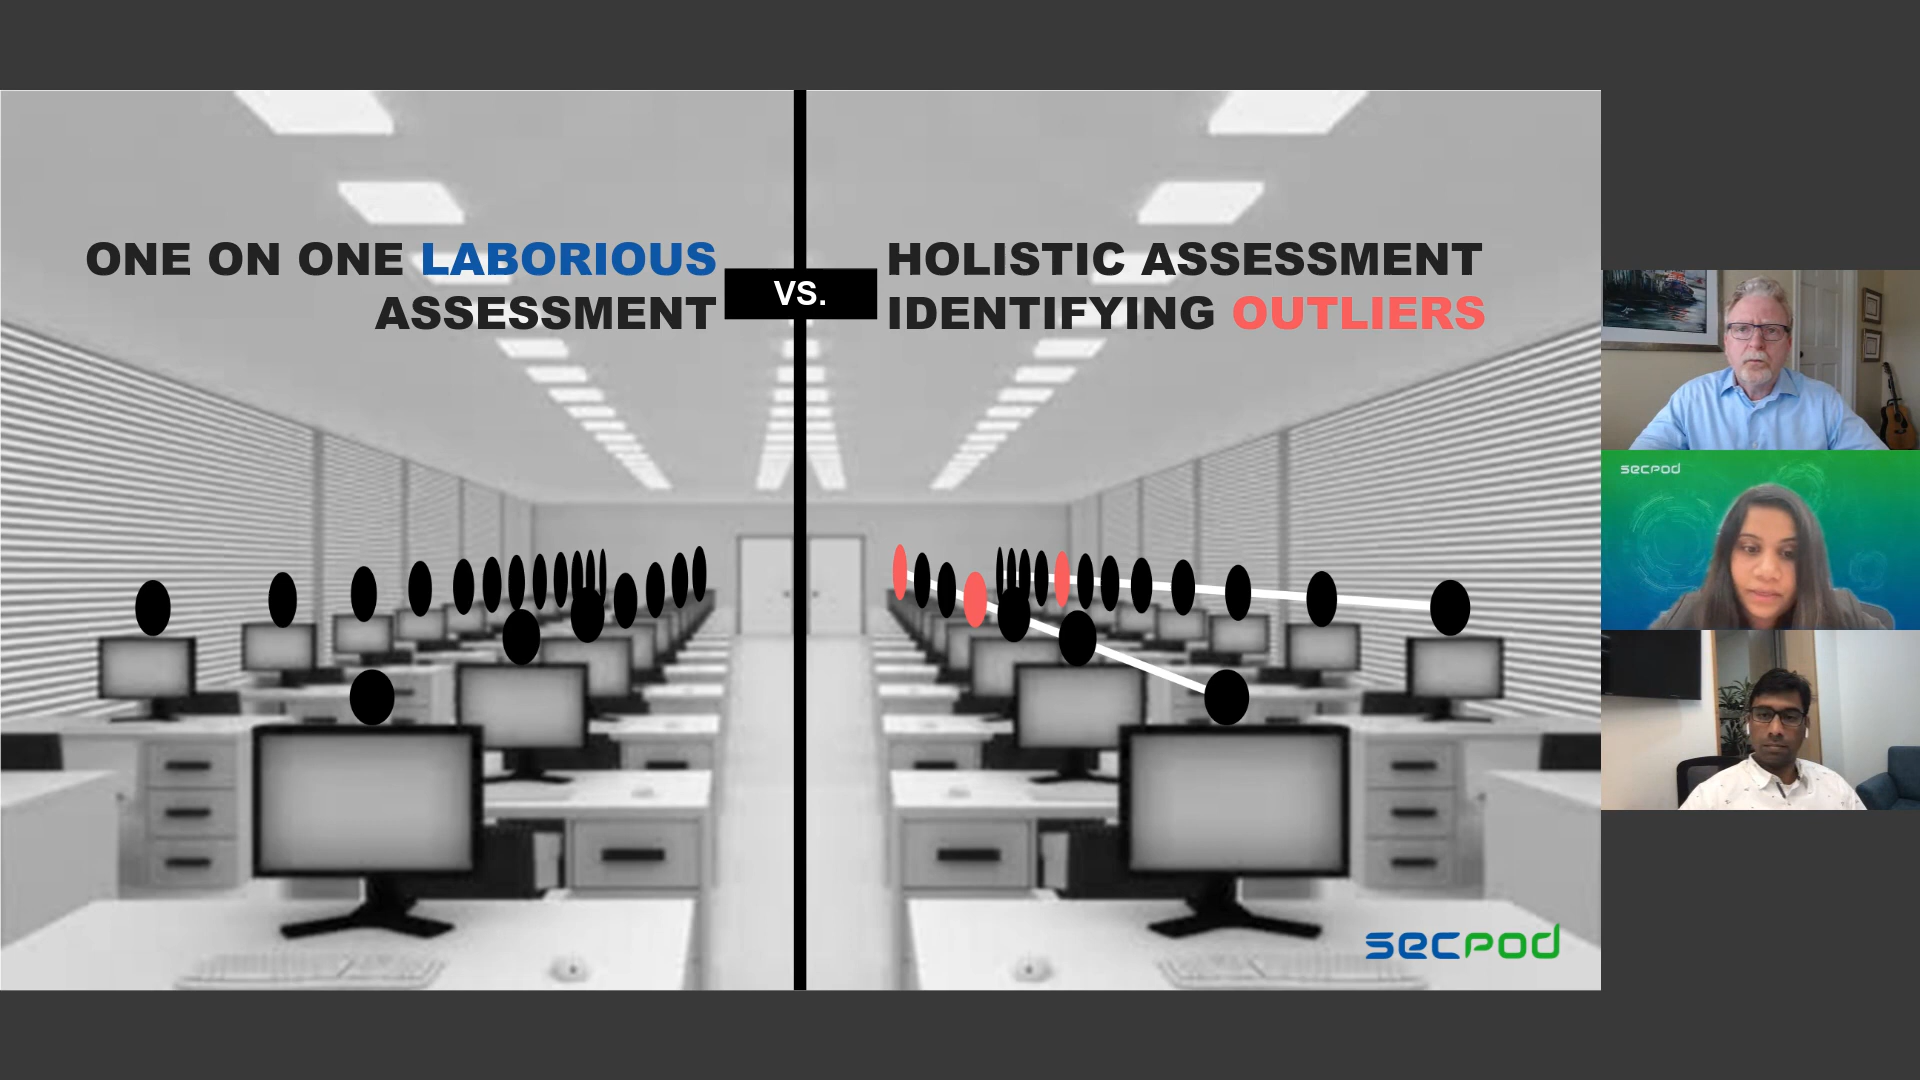 ONE ON ONE LABORIOUS
ASSESSMENT
VS.
HOLISTIC ASSESSMENT
IDENTIFYING OUTLIERS
secpod
secpod